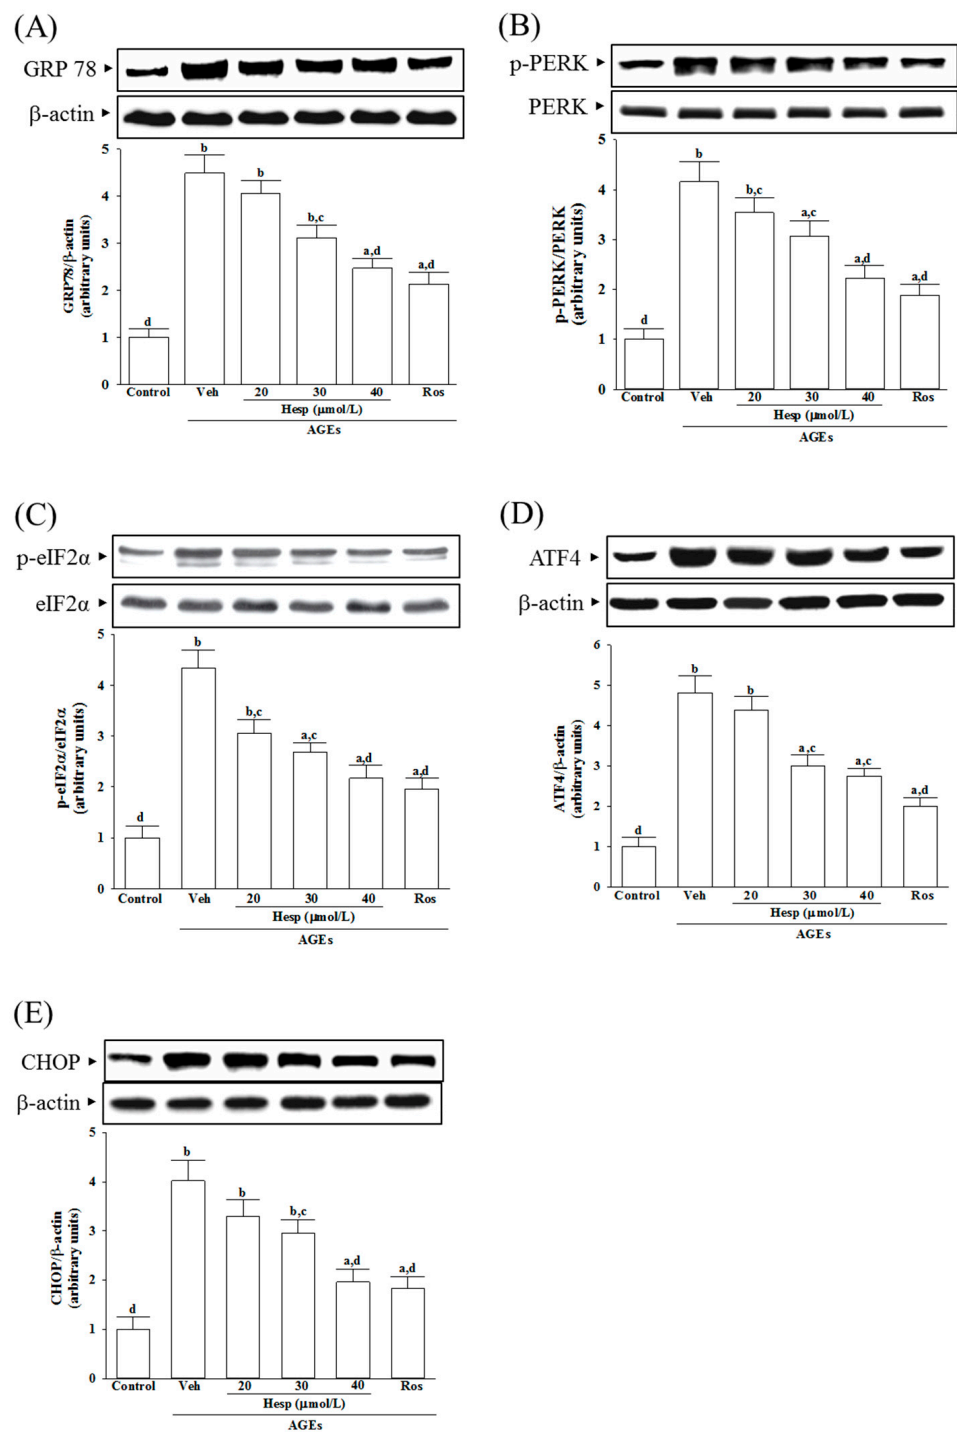 (A)
GRP 78
β-actin
GRP78/β-actin
(arbitrary units)
5
4
3
2
1
0
d
b
b
b,c
a,d
a,d
Control Veh 20 30 40 Ros
Hesp (μmol/L)
AGEs
(B)
p-PERK
PERK
p-PERK/PERK
(arbitrary units)
5
4
3
2
1
0
d
b
b,c
a,c
a,d
a,d
Control Veh 20 30 40 Ros
Hesp (μmol/L)
AGEs
(C)
p-eIF2α
eIF2α
p-eIF2α/eIF2α
(arbitrary units)
5
4
3
2
1
0
d
b
b,c
a,c
a,d
a,d
Control Veh 20 30 40 Ros
Hesp (μmol/L)
AGEs
(D)
ATF4
β-actin
ATF4/β-actin
(arbitrary units)
6
5
4
3
2
1
0
d
b
b
a,c
a,c
a,d
Control Veh 20 30 40 Ros
Hesp (μmol/L)
AGEs
(E)
CHOP
β-actin
CHOP/β-actin
(arbitrary units)
5
4
3
2
1
0
d
b
b
b,c
a,d
a,d
Control Veh 20 30 40 Ros
Hesp (μmol/L)
AGEs